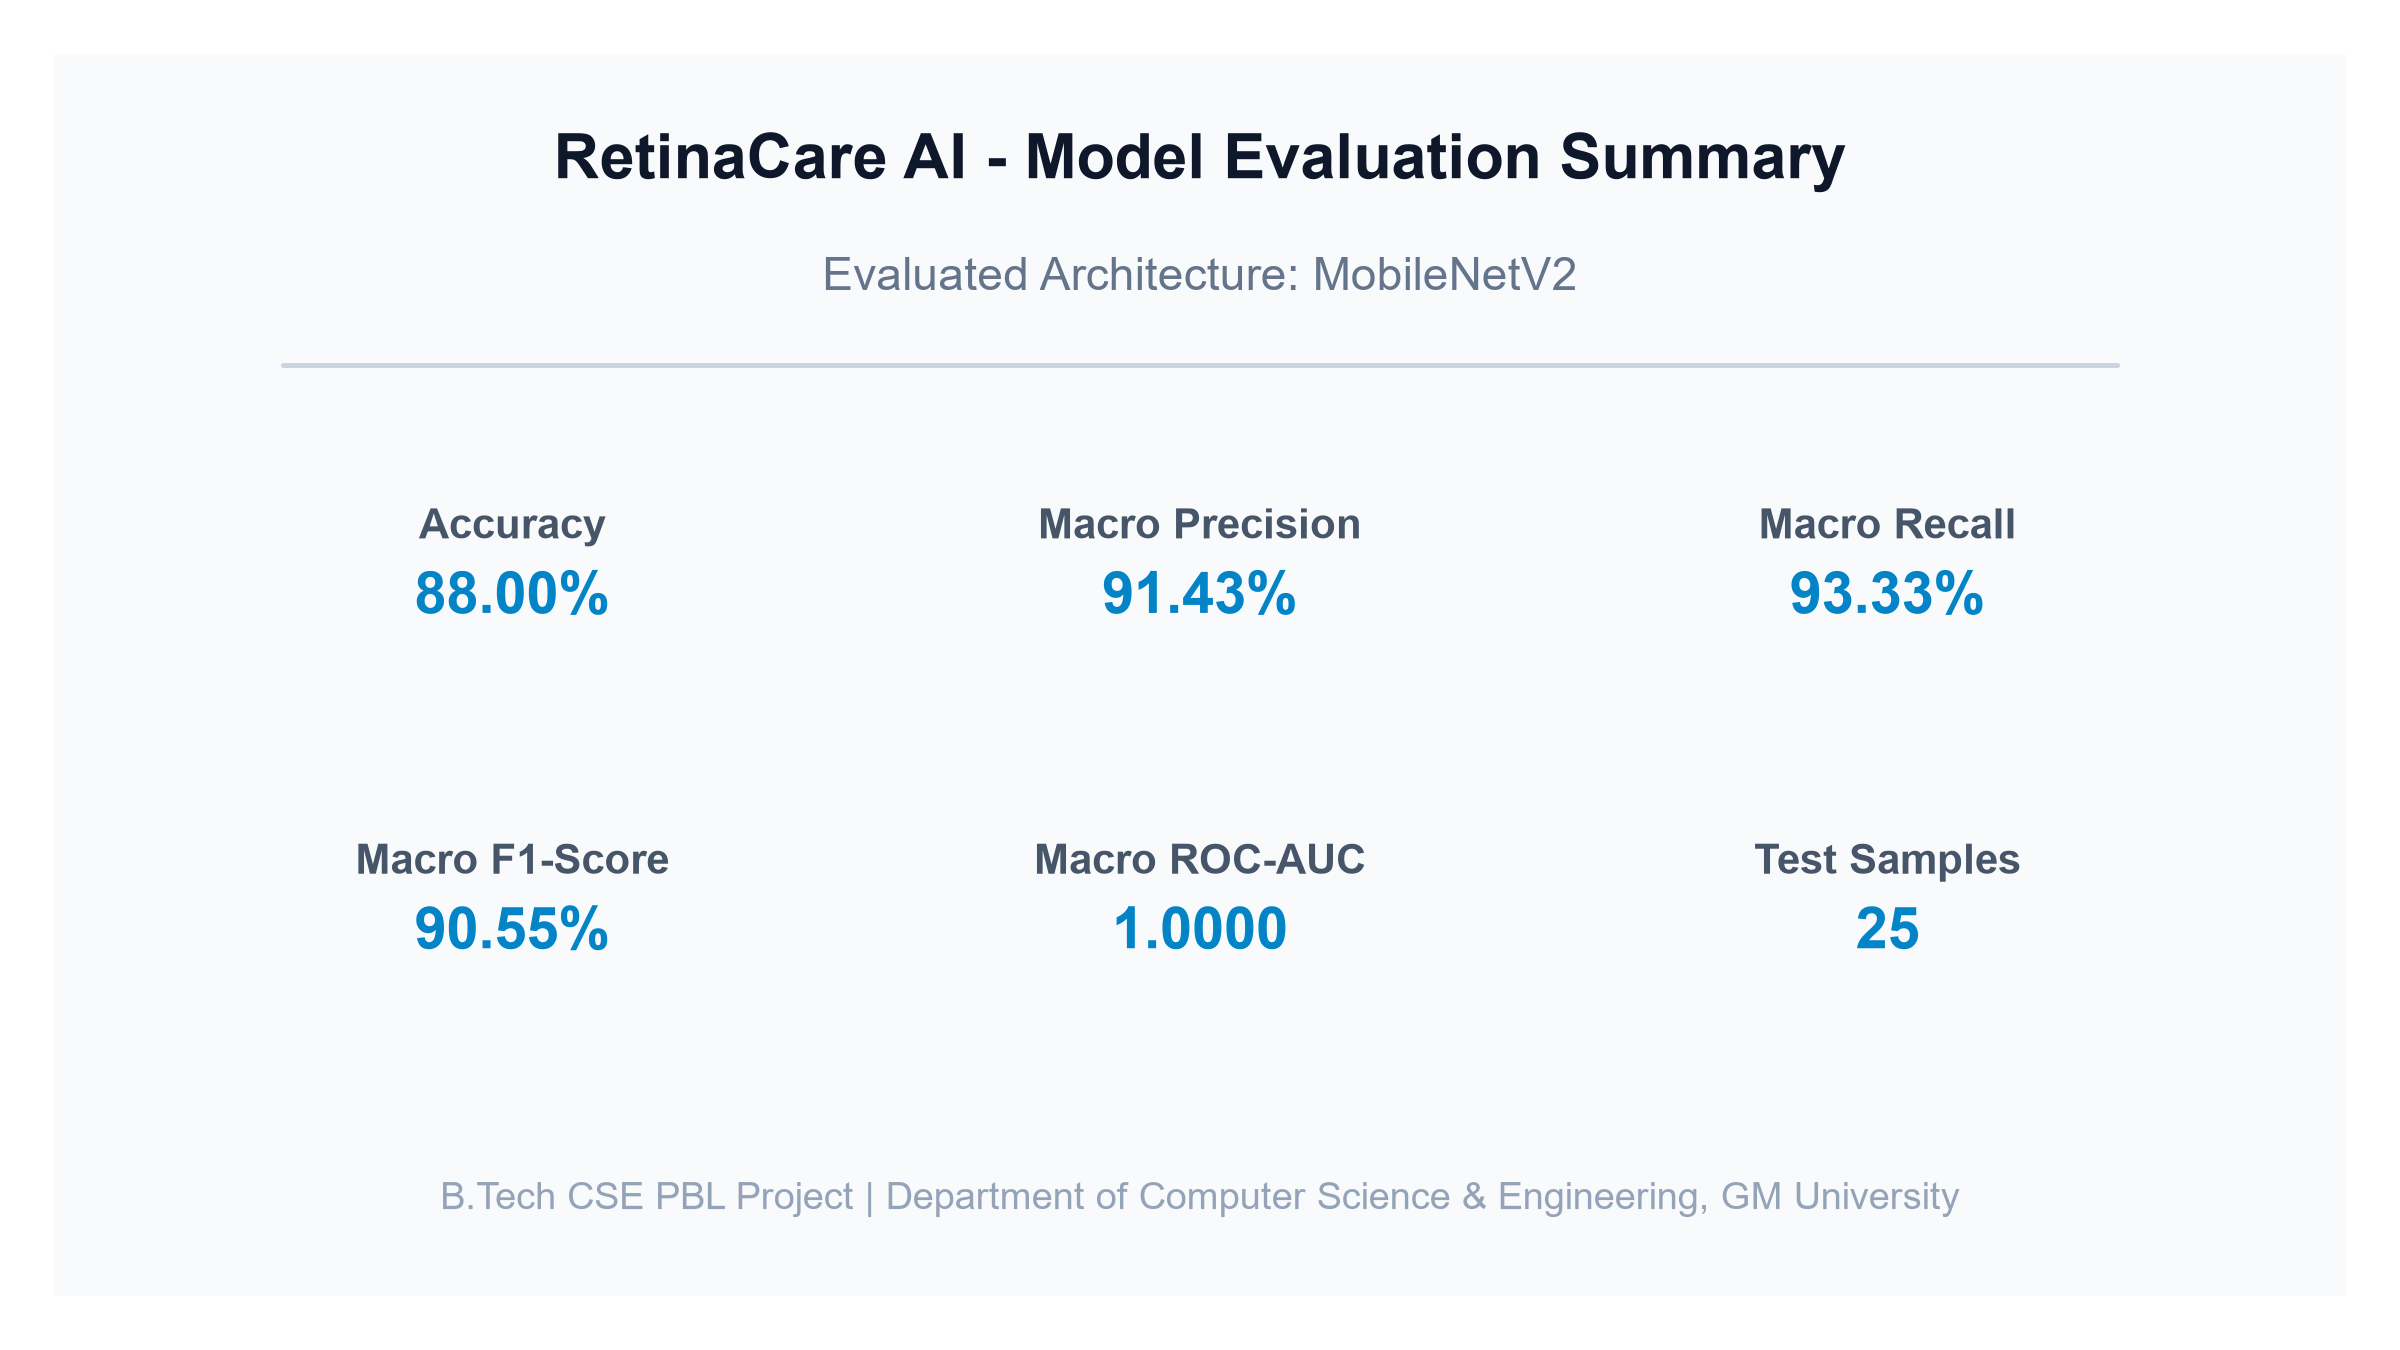 RetinaCare AI - Model Evaluation Summary
Evaluated Architecture: MobileNetV2
Accuracy
88.00%
Macro Precision
91.43%
Macro Recall
93.33%
Macro F1-Score
90.55%
Macro ROC-AUC
1.0000
Test Samples
25
B.Tech CSE PBL Project | Department of Computer Science & Engineering, GM University